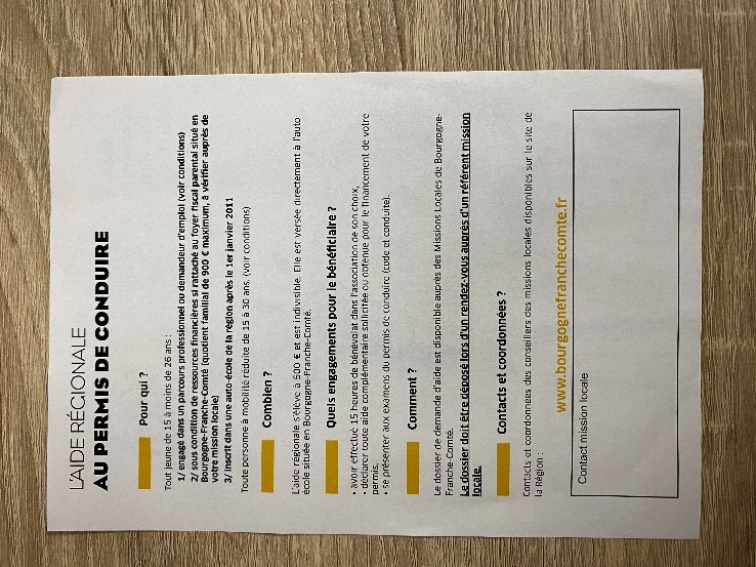 L'AIDE RÉGIONALE
AU PERMIS DE CONDUIRE
Pour qui ?
Tout jeune de 15 à moins de 26 ans :
1/ engagé dans un parcours professionnel ou demandeur d'emploi (voir conditions)
2/ sous condition de ressources financières si rattaché au foyer fiscal parental situé en
Bourgogne-Franche-Comté (quotient familial de 900 € maximum, à vérifier auprès de
votre mission locale)
3/ inscrit dans une auto-école de la région après le 1er janvier 2011
Toute personne à mobilité réduite de 15 à 30 ans, (voir conditions)
Combien ?
L'aide régionale s'élève à 500 € et est indivisible. Elle est versée directement à l'auto
école située en Bourgogne-Franche-Comté.
Quels engagements pour le bénéficiaire ?
• avoir effectué 15 heures de bénévolat dans l'association de son choix,
• déclarer toute aide complémentaire sollicitée ou obtenue pour le financement de votre
permis.
• se présenter aux examens du permis de conduire (code et conduite).
Comment ?
Le dossier de demande d'aide est disponible auprès des Missions Locales de Bourgogne-
Franche-Comté.
Le dossier doit être déposé lors d'un rendez-vous auprès d'un référent mission
locale.
Contacts et coordonnées ?
Contacts et coordonnées des conseillers des missions locales disponibles sur le site de
la Région :
www.bourgognefranchecomte.fr
Contact mission locale